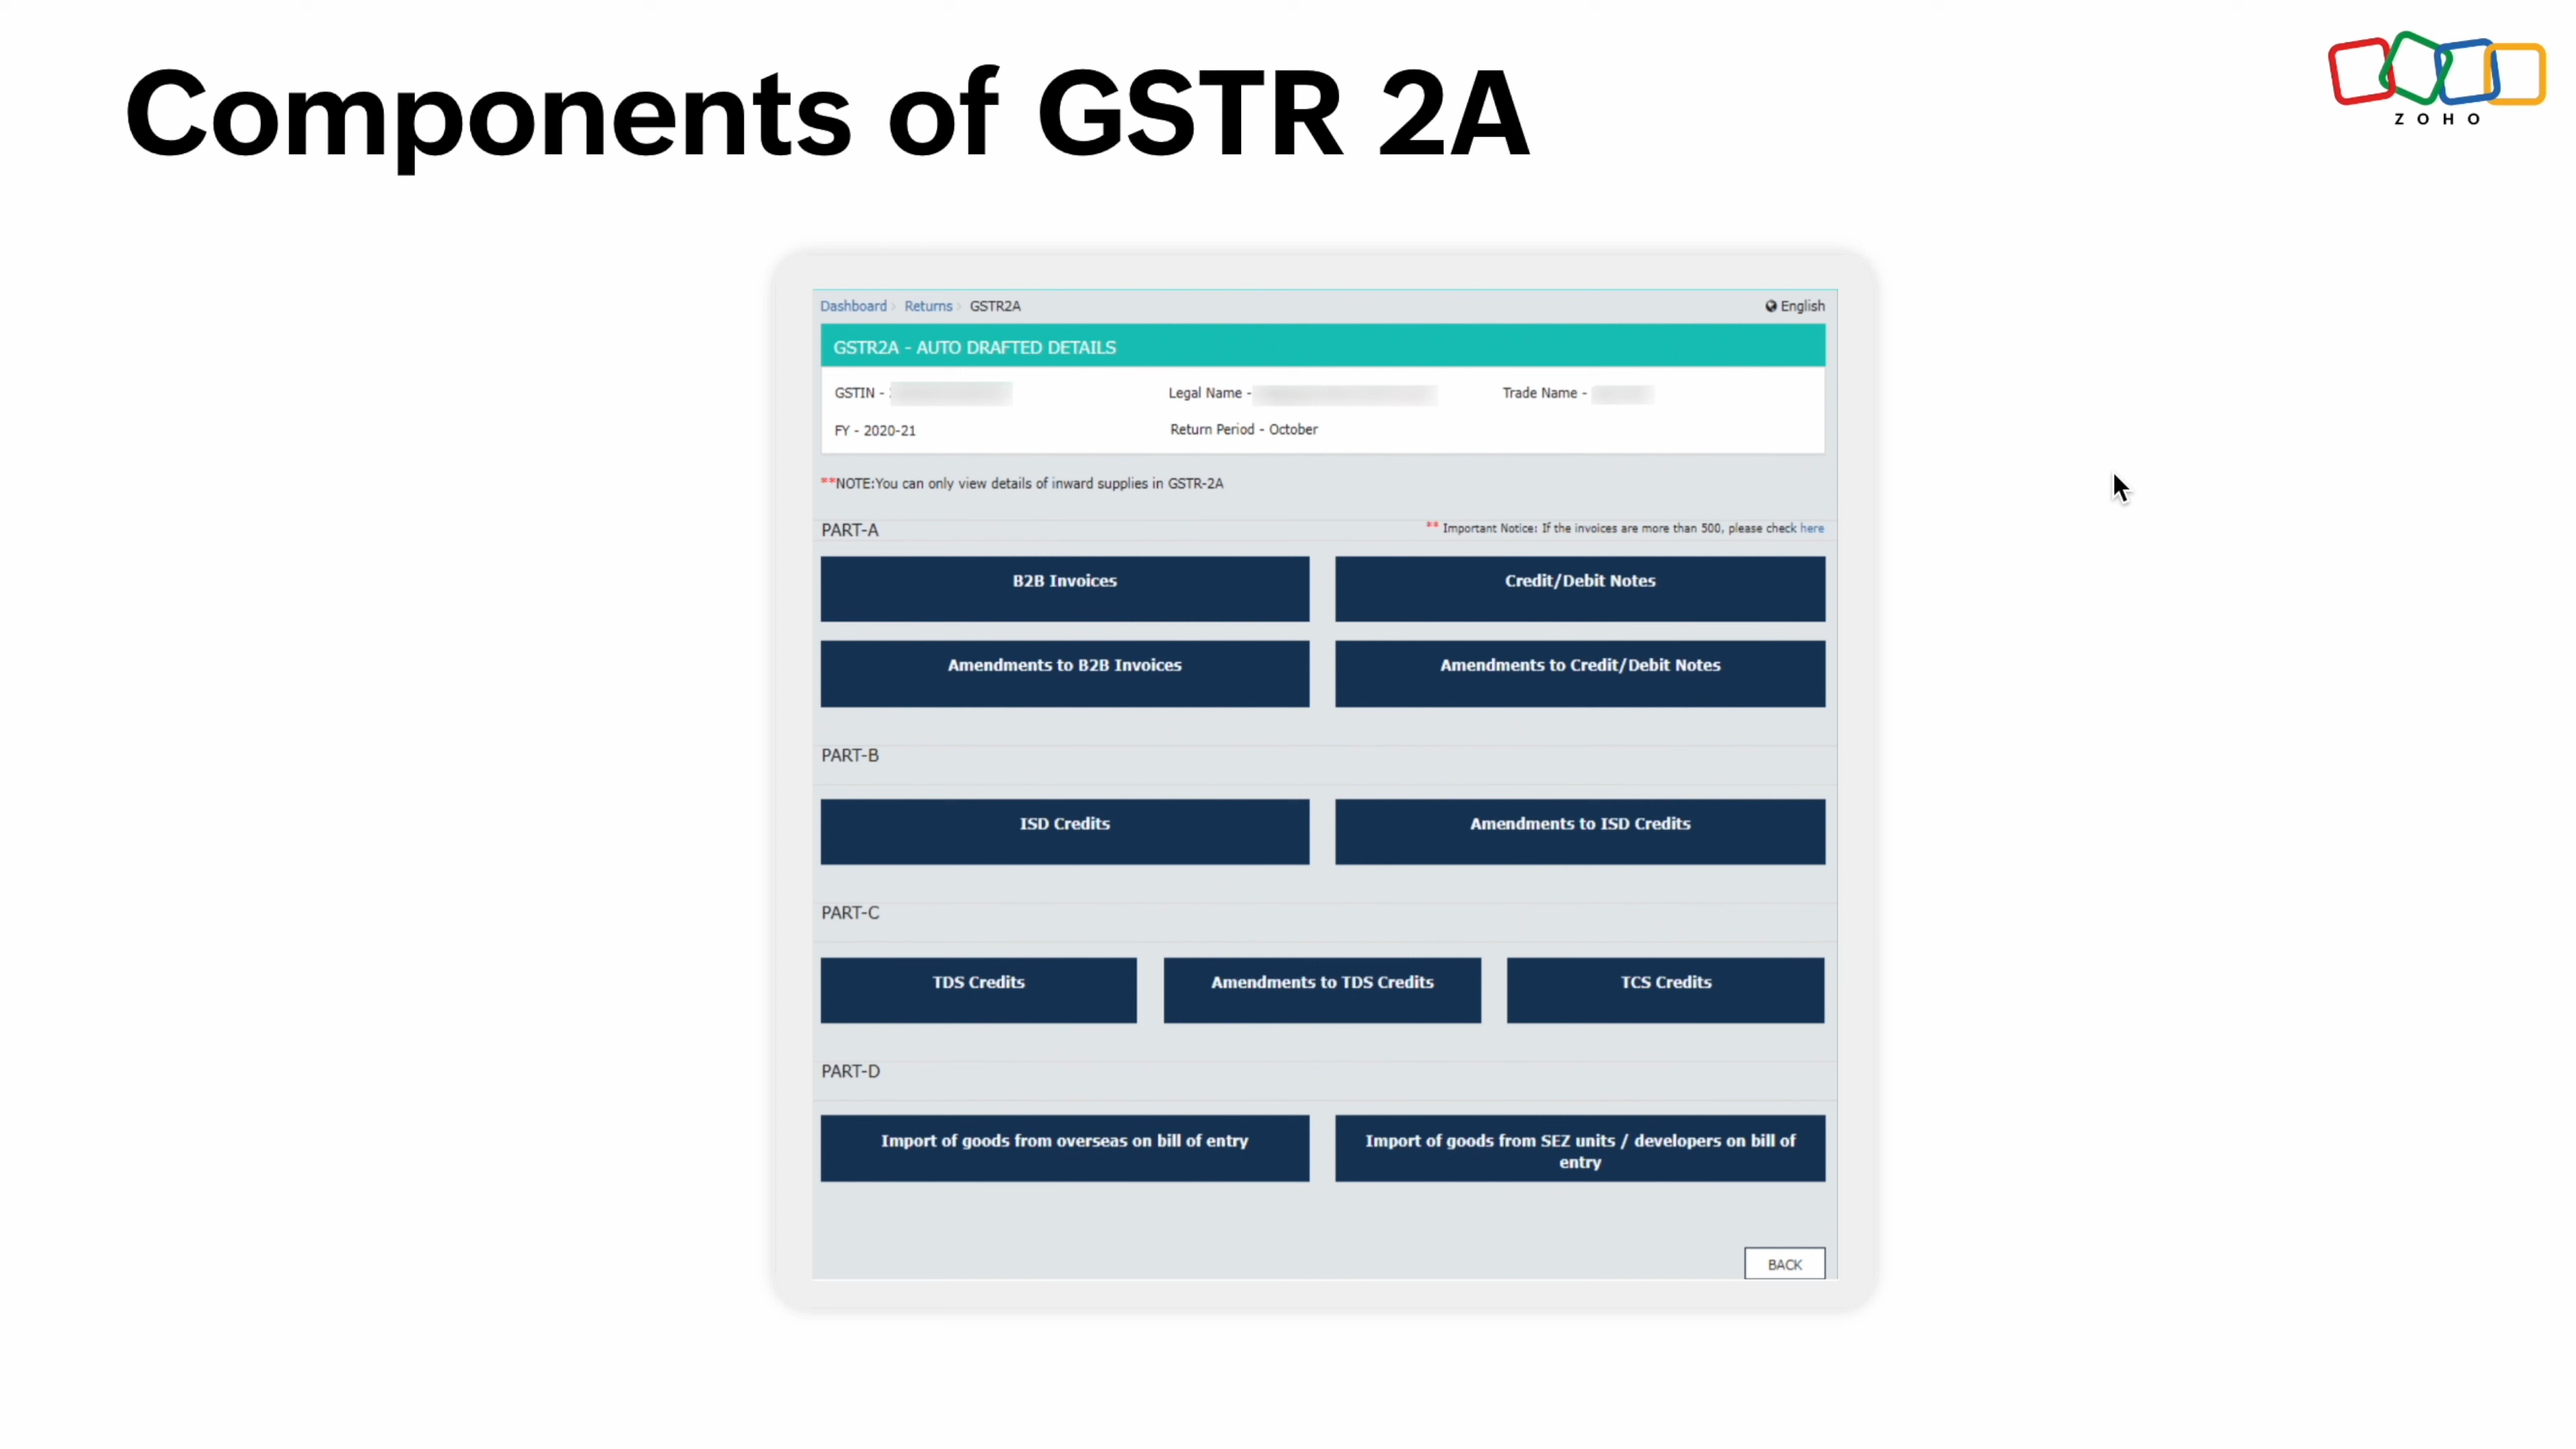 Components of GSTR 2A
ZOHO
Dashboard > Returns > GSTR2A
English
GSTR2A - AUTO DRAFTED DETAILS
GSTIN -
Legal Name -
Trade Name -
FY - 2020-21
Return Period - October
**NOTE:You can only view details of inward supplies in GSTR-2A
PART-A
** Important Notice: If the invoices are more than 500, please check here
B2B Invoices
Credit/Debit Notes
Amendments to B2B Invoices
Amendments to Credit/Debit Notes
PART-B
ISD Credits
Amendments to ISD Credits
PART-C
TDS Credits
Amendments to TDS Credits
TCS Credits
PART-D
Import of goods from overseas on bill of entry
Import of goods from SEZ units / developers on bill of
entry
BACK